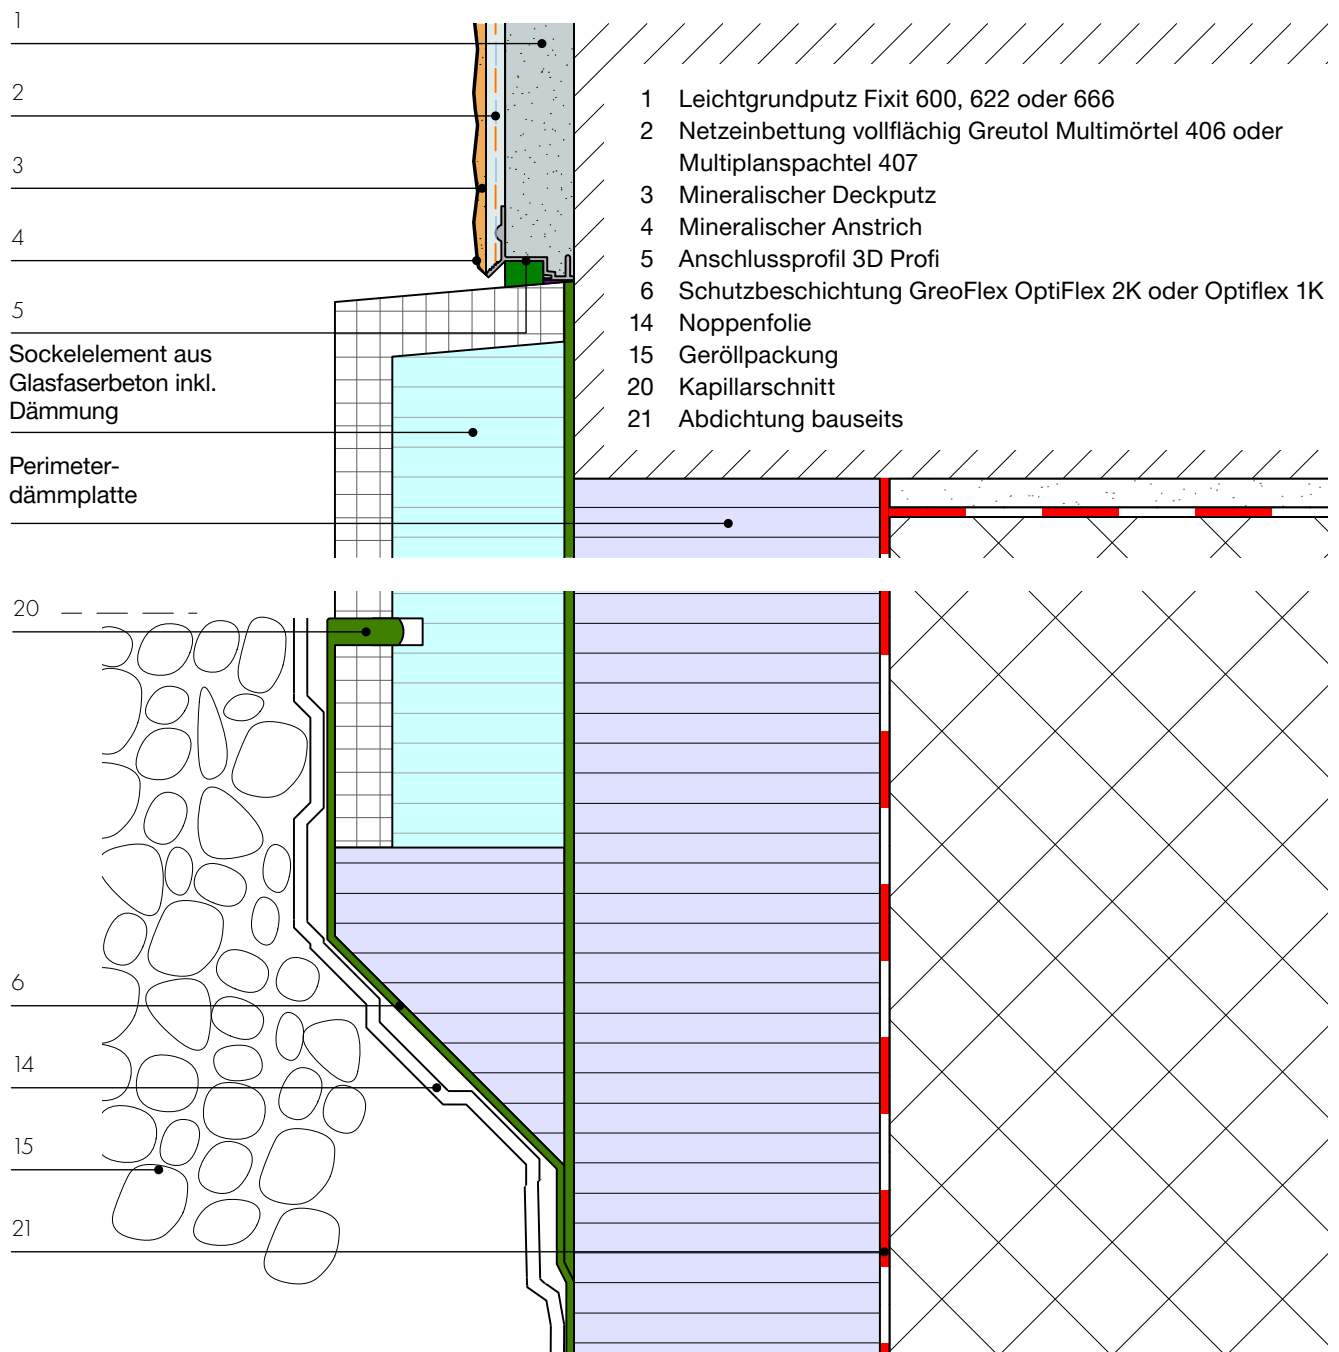 1
2
3
4
5
Sockelelement aus
Glasfaserbeton inkl.
Dämmung
Perimeter-
dämmplatte
20
6
14
15
21
1 Leichtgrundputz Fixit 600, 622 oder 666
2 Netzeinbettung vollflächig Greutol Multimörtel 406 oder
Multiplanspachtel 407
3 Mineralischer Deckputz
4 Mineralischer Anstrich
5 Anschlussprofil 3D Profi
6 Schutzbeschichtung GreoFlex OptiFlex 2K oder Optiflex 1K
14 Noppenfolie
15 Geröllpackung
20 Kapillarschnitt
21 Abdichtung bauseits